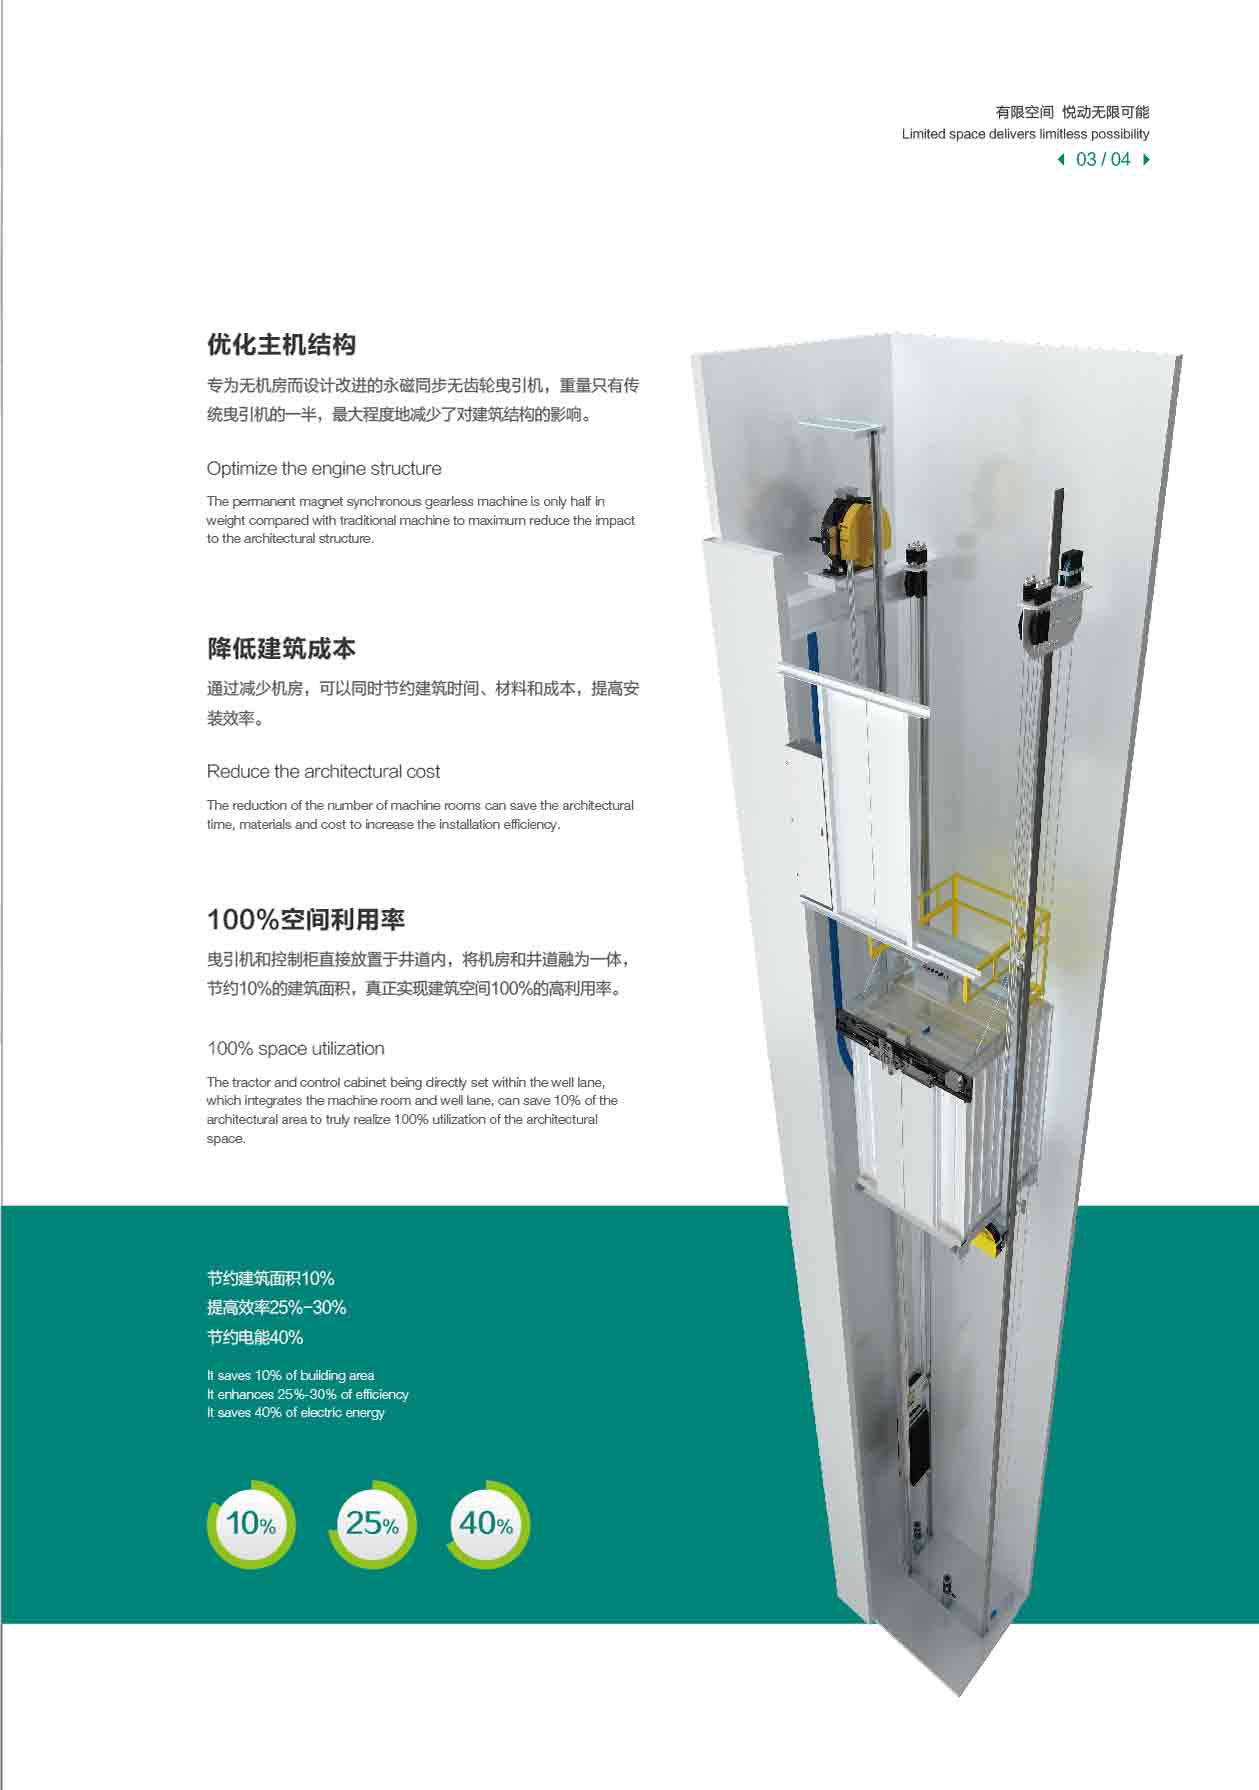 有限空间 悦动无限可能
Limited space delivers limitless possibility
03 / 04
优化主机结构
专为无机房而设计改进的永磁同步无齿轮曳引机，重量只有传
统曳引机的一半，最大程度地减少了对建筑结构的影响。
Optimize the engine structure
The permanent magnet synchronous gearless machine is only half in
weight compared with traditional machine to maximum reduce the impact
to the architectural structure.
降低建筑成本
通过减少机房，可以同时节约建筑时间、材料和成本，提高安
装效率。
Reduce the architectural cost
The reduction of the number of machine rooms can save the architectural
time, materials and cost to increase the installation efficiency.
100%空间利用率
曳引机和控制柜直接放置于井道内，将机房和井道融为一体，
节约10%的建筑面积，真正实现建筑空间100%的高利用率。
100% space utilization
The tractor and control cabinet being directly set within the well lane,
which integrates the machine room and well lane, can save 10% of the
architectural area to truly realize 100% utilization of the architectural
space.
节约建筑面积10%
提高效率25%-30%
节约电能40%
It saves 10% of building area
It enhances 25%-30% of efficiency
It saves 40% of electric energy
10% 25% 40%